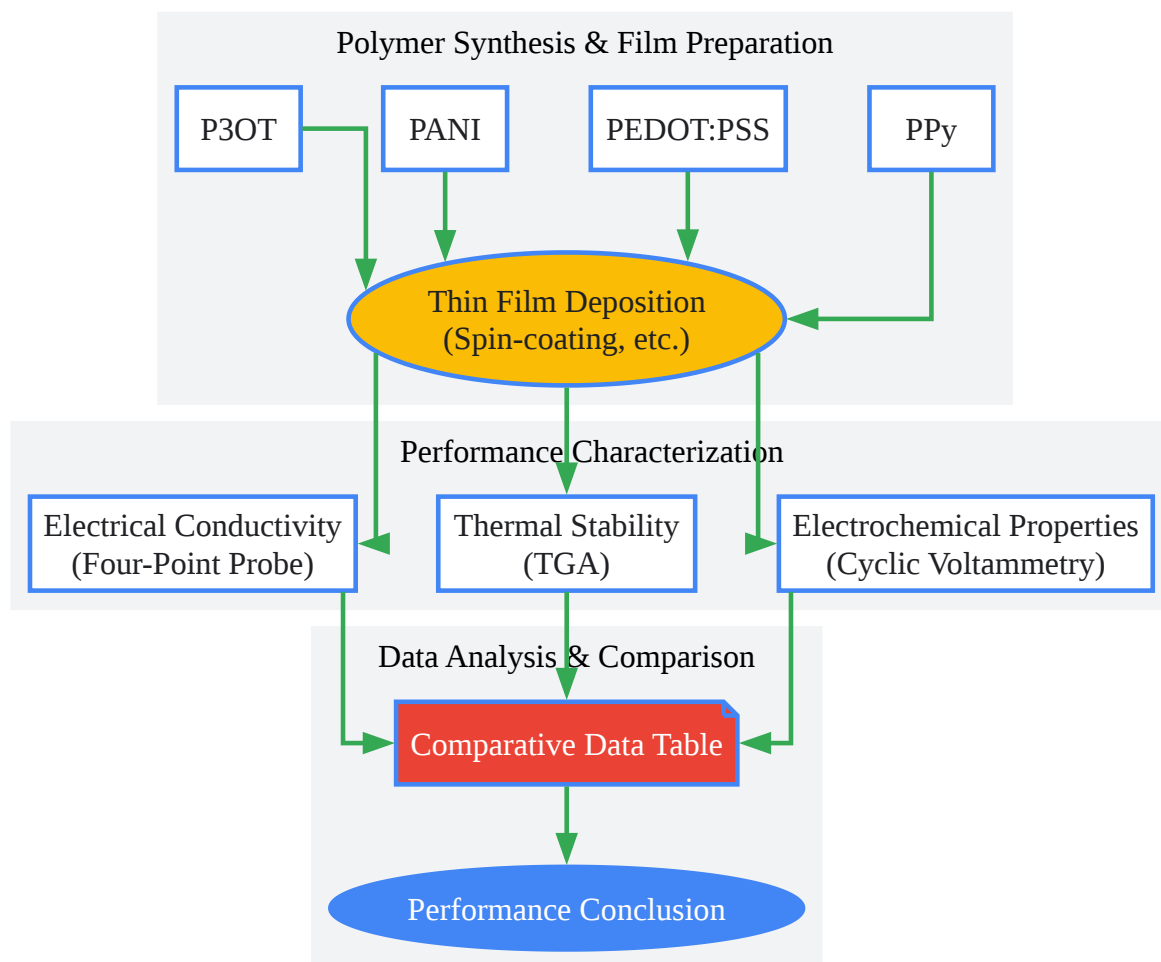 Polymer Synthesis & Film Preparation
P3OT
PANI
PEDOT:PSS
PPy
Thin Film Deposition
(Spin-coating, etc.)
Performance Characterization
Electrical Conductivity
(Four-Point Probe)
Thermal Stability
(TGA)
Electrochemical Properties
(Cyclic Voltammetry)
Data Analysis & Comparison
Comparative Data Table
Performance Conclusion